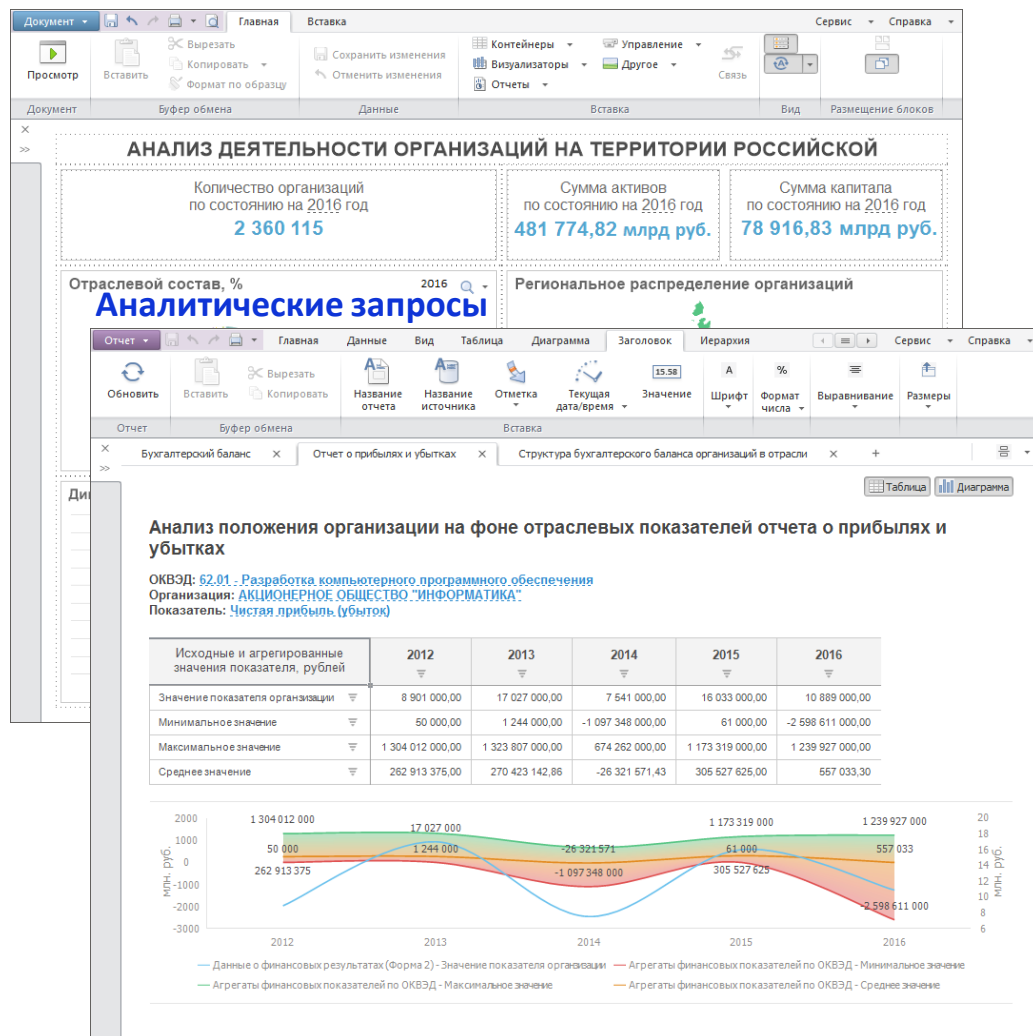 Документ Главная Вставка Сервис Справка
Просмотр
Вставить
Вырезать
Копировать
Формат по образцу
Сохранить изменения
Отменить изменения
Контейнеры
Визуализаторы
Отчеты
Управление
Другое
Связь
Документ Буфер обмена Данные Вставка Вид Размещение блоков
>>
АНАЛИЗ ДЕЯТЕЛЬНОСТИ ОРГАНИЗАЦИЙ НА ТЕРРИТОРИИ РОССИЙСКОЙ
Количество организаций
по состоянию на 2016 год
2 360 115
Сумма активов
по состоянию на 2016 год
481 774,82 млрд руб.
Сумма капитала
по состоянию на 2016 год
78 916,83 млрд руб.
Отраслевой состав, % 2016
Региональное распределение организаций
Аналитические запросы
Отчет Главная Данные Вид Таблица Диаграмма Заголовок Иерархия Сервис Справка
Обновить
Вставить
Вырезать
Копировать
Название
отчета
Название
источника
Отметка
Текущая
дата/время
15.58
Значение
A
Шрифт
%
Формат
числа
Выравнивание
Размеры
Отчет Буфер обмена Вставка
>>
Бухгалтерский баланс × Отчет о прибылях и убытках × Структура бухгалтерского баланса организаций в отрасли × +
Таблица Диаграмма
Анализ положения организации на фоне отраслевых показателей отчета о прибылях и
убытках
ОКВЭД: 62.01 - Разработка компьютерного программного обеспечения
Организация: АКЦИОНЕРНОЕ ОБЩЕСТВО "ИНФОРМАТИКА"
Показатель: Чистая прибыль (убыток)
Исходные и агрегированные
значения показателя, рублей
2012 2013 2014 2015 2016
Значение показателя организации 8 901 000,00 17 027 000,00 7 541 000,00 16 033 000,00 10 889 000,00
Минимальное значение 50 000,00 1 244 000,00 -1 097 348 000,00 61 000,00 -2 598 611 000,00
Максимальное значение 1 304 012 000,00 1 323 807 000,00 674 262 000,00 1 173 319 000,00 1 239 927 000,00
Среднее значение 262 913 375,00 270 423 142,86 -26 321 571,43 305 527 625,00 557 033,30
млн. руб.
2000
1000
0
-1000
-2000
-3000
1 304 012 000 17 027 000 1 173 319 000 1 239 927 000
50 000 1 244 000 -26 321 571 61 000 557 033
262 913 375 -1 097 348 000 305 527 625
-2 598 611 000
20
18
16
14
12
10
8
6
млн. руб.
2012 2013 2014 2015 2016
Данные о финансовых результатах (Форма 2) - Значение показателя организации Агрегаты финансовых показателей по ОКВЭД - Минимальное значение
Агрегаты финансовых показателей по ОКВЭД - Максимальное значение Агрегаты финансовых показателей по ОКВЭД - Среднее значение